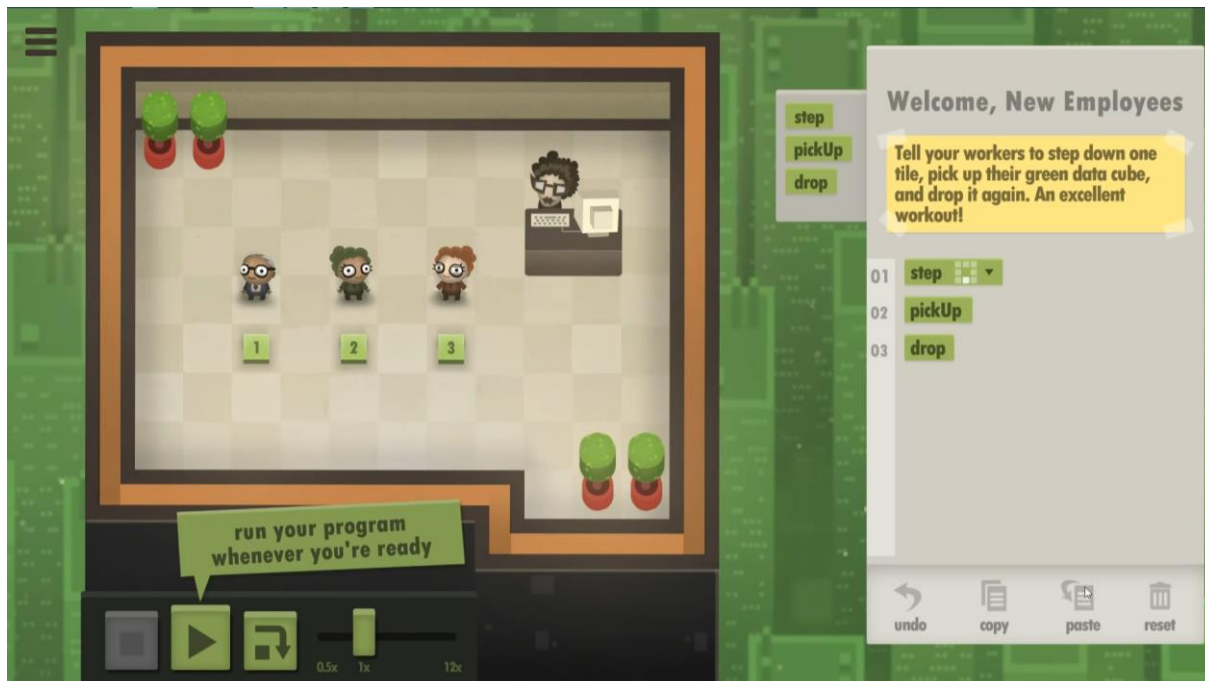 Welcome, New Employees
step
pickUp
drop
Tell your workers to step down one
tile, pick up their green data cube,
and drop it again. An excellent
workout!
01 step
02 pickUp
03 drop
1 2 3
run your program
whenever you're ready
0.5x 1x 12x
undo copy paste reset